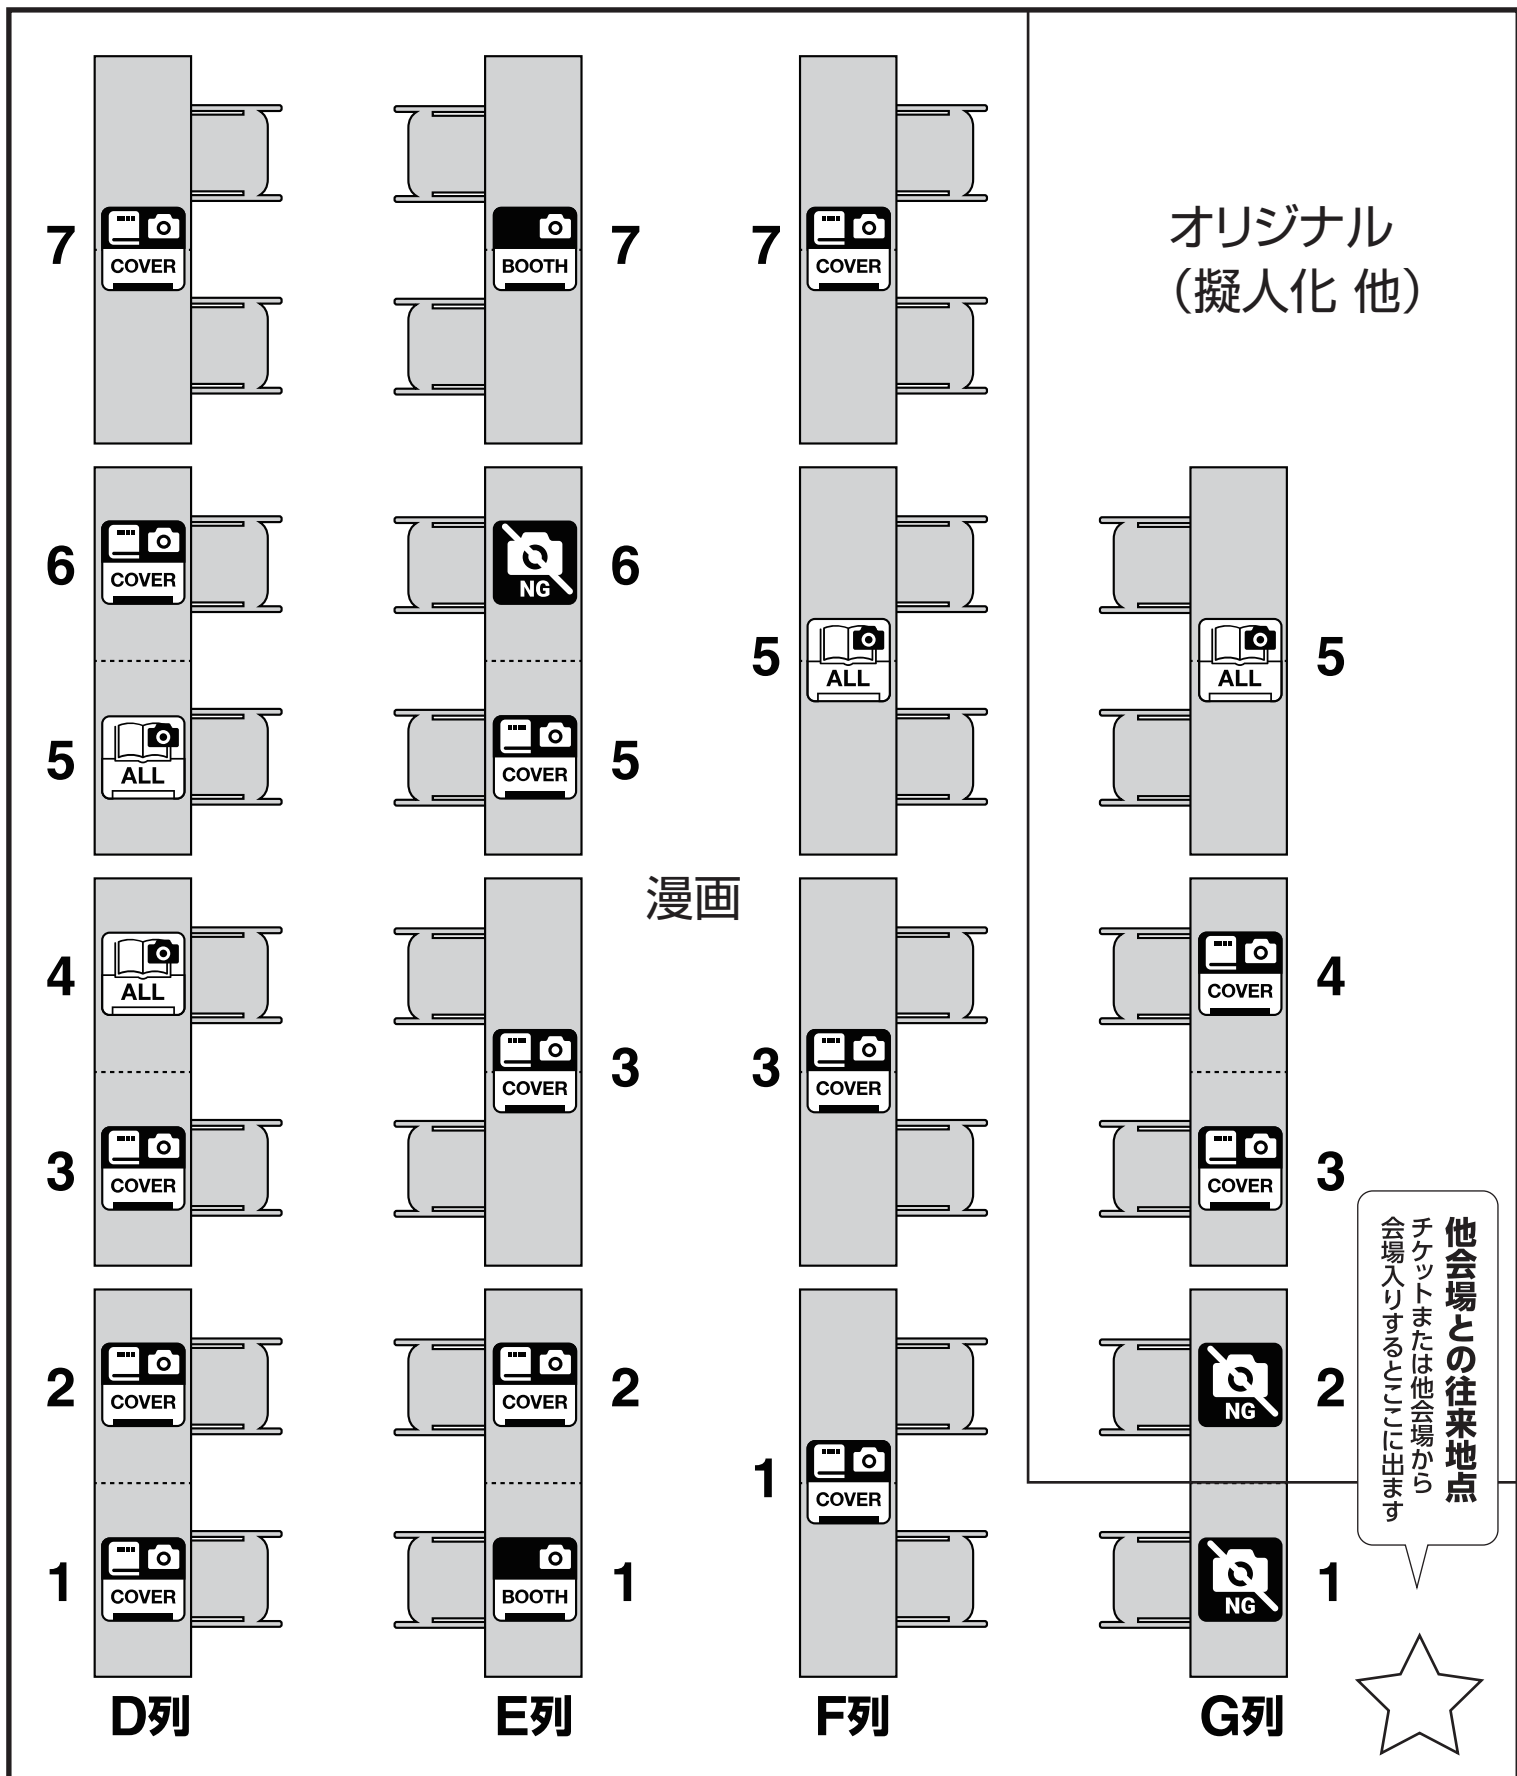 オリジナル
（擬人化 他）
7
COVER
BOOTH
7
7
COVER
6
COVER
NG
6
5
ALL
ALL
5
5
ALL
COVER
5
漫画
4
ALL
COVER
4
COVER
3
3
COVER
3
COVER
COVER
3
他会場との往来地点
チケットまたは他会場から
会場入りするとここに出ます
2
COVER
COVER
2
NG
2
1
COVER
1
COVER
BOOTH
1
NG
1
D列
E列
F列
G列